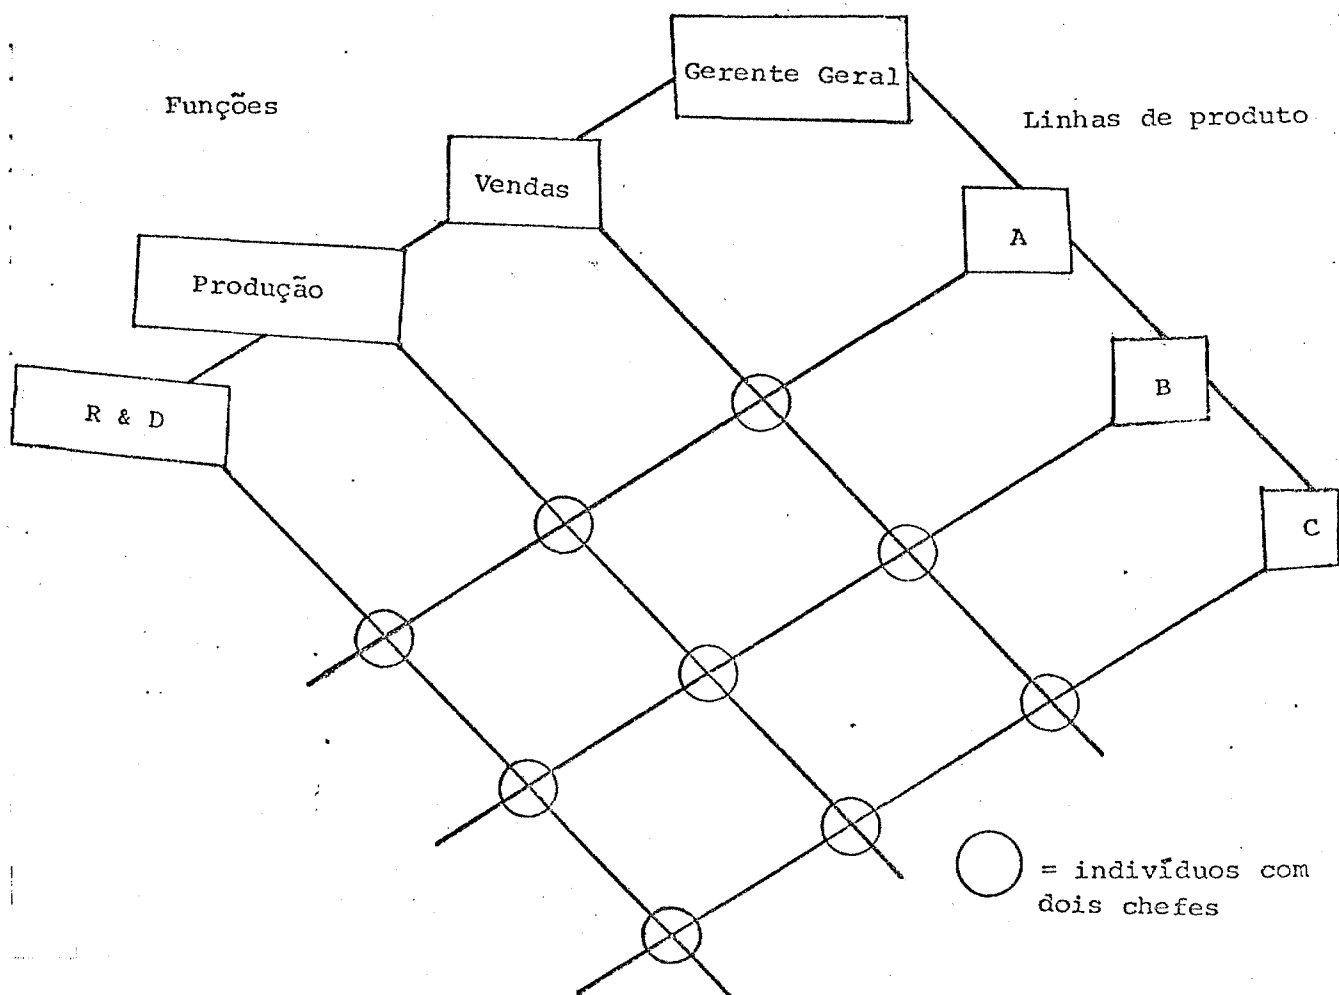 Gerente Geral
Funções
Linhas de produto
Vendas
A
Produção
B
R & D
C
= indivíduos com
dois chefes